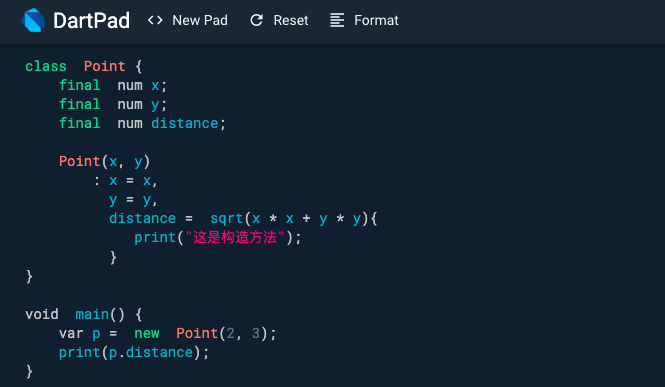 DartPad <> New Pad Reset Format
class  Point {
    final  num x;
    final  num y;
    final  num distance;

    Point(x, y)
        : x = x,
          y = y,
          distance =  sqrt(x * x + y * y){
             print("这是构造方法");
          }
}

void  main() {
    var p =  new  Point(2, 3);
    print(p.distance);
}